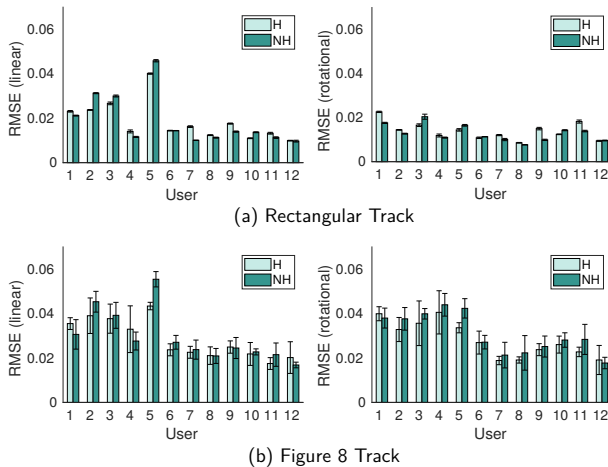 0.06
0.04
0.02
0
RMSE (linear)
H
NH
1 2 3 4 5 6 7 8 9 10 11 12
User
0.06
0.04
0.02
0
RMSE (rotational)
H
NH
1 2 3 4 5 6 7 8 9 10 11 12
User
(a) Rectangular Track
0.06
0.04
0.02
0
RMSE (linear)
H
NH
1 2 3 4 5 6 7 8 9 10 11 12
User
0.06
0.04
0.02
0
RMSE (rotational)
H
NH
1 2 3 4 5 6 7 8 9 10 11 12
User
(b) Figure 8 Track